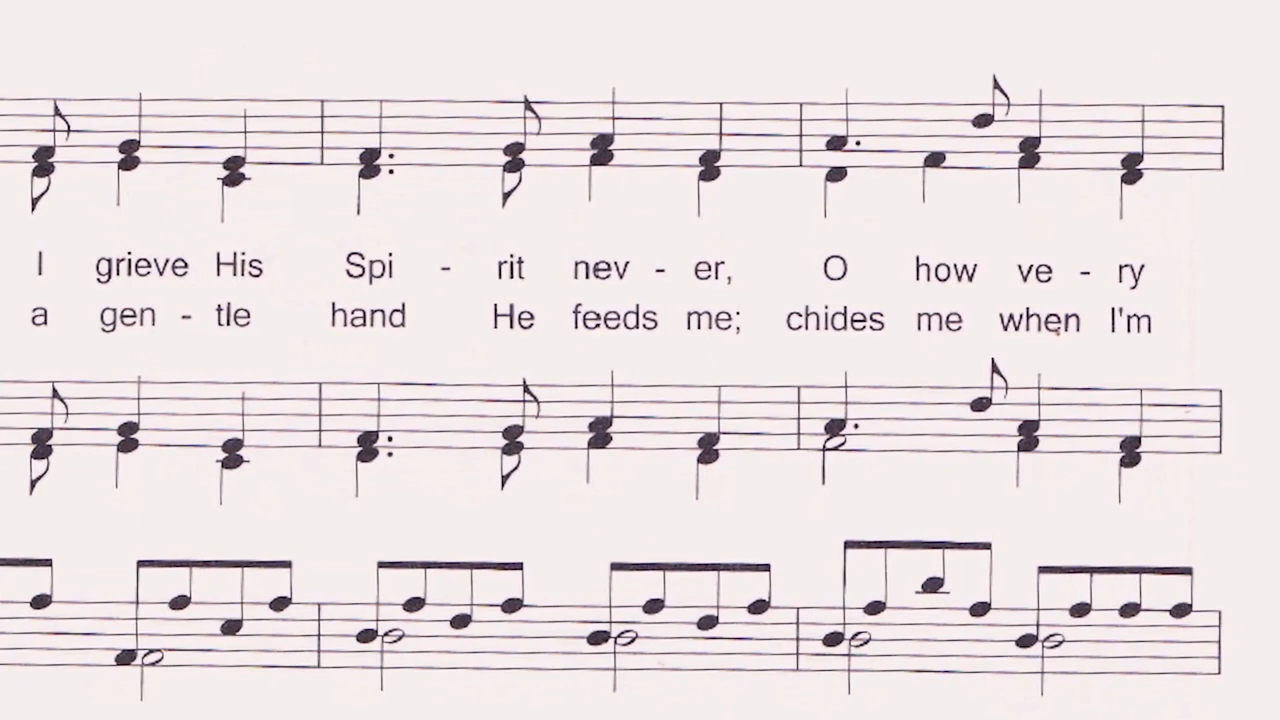 I grieve His Spi - rit nev - er, O how ve - ry
a gen - tle hand He feeds me; chides me when I'm